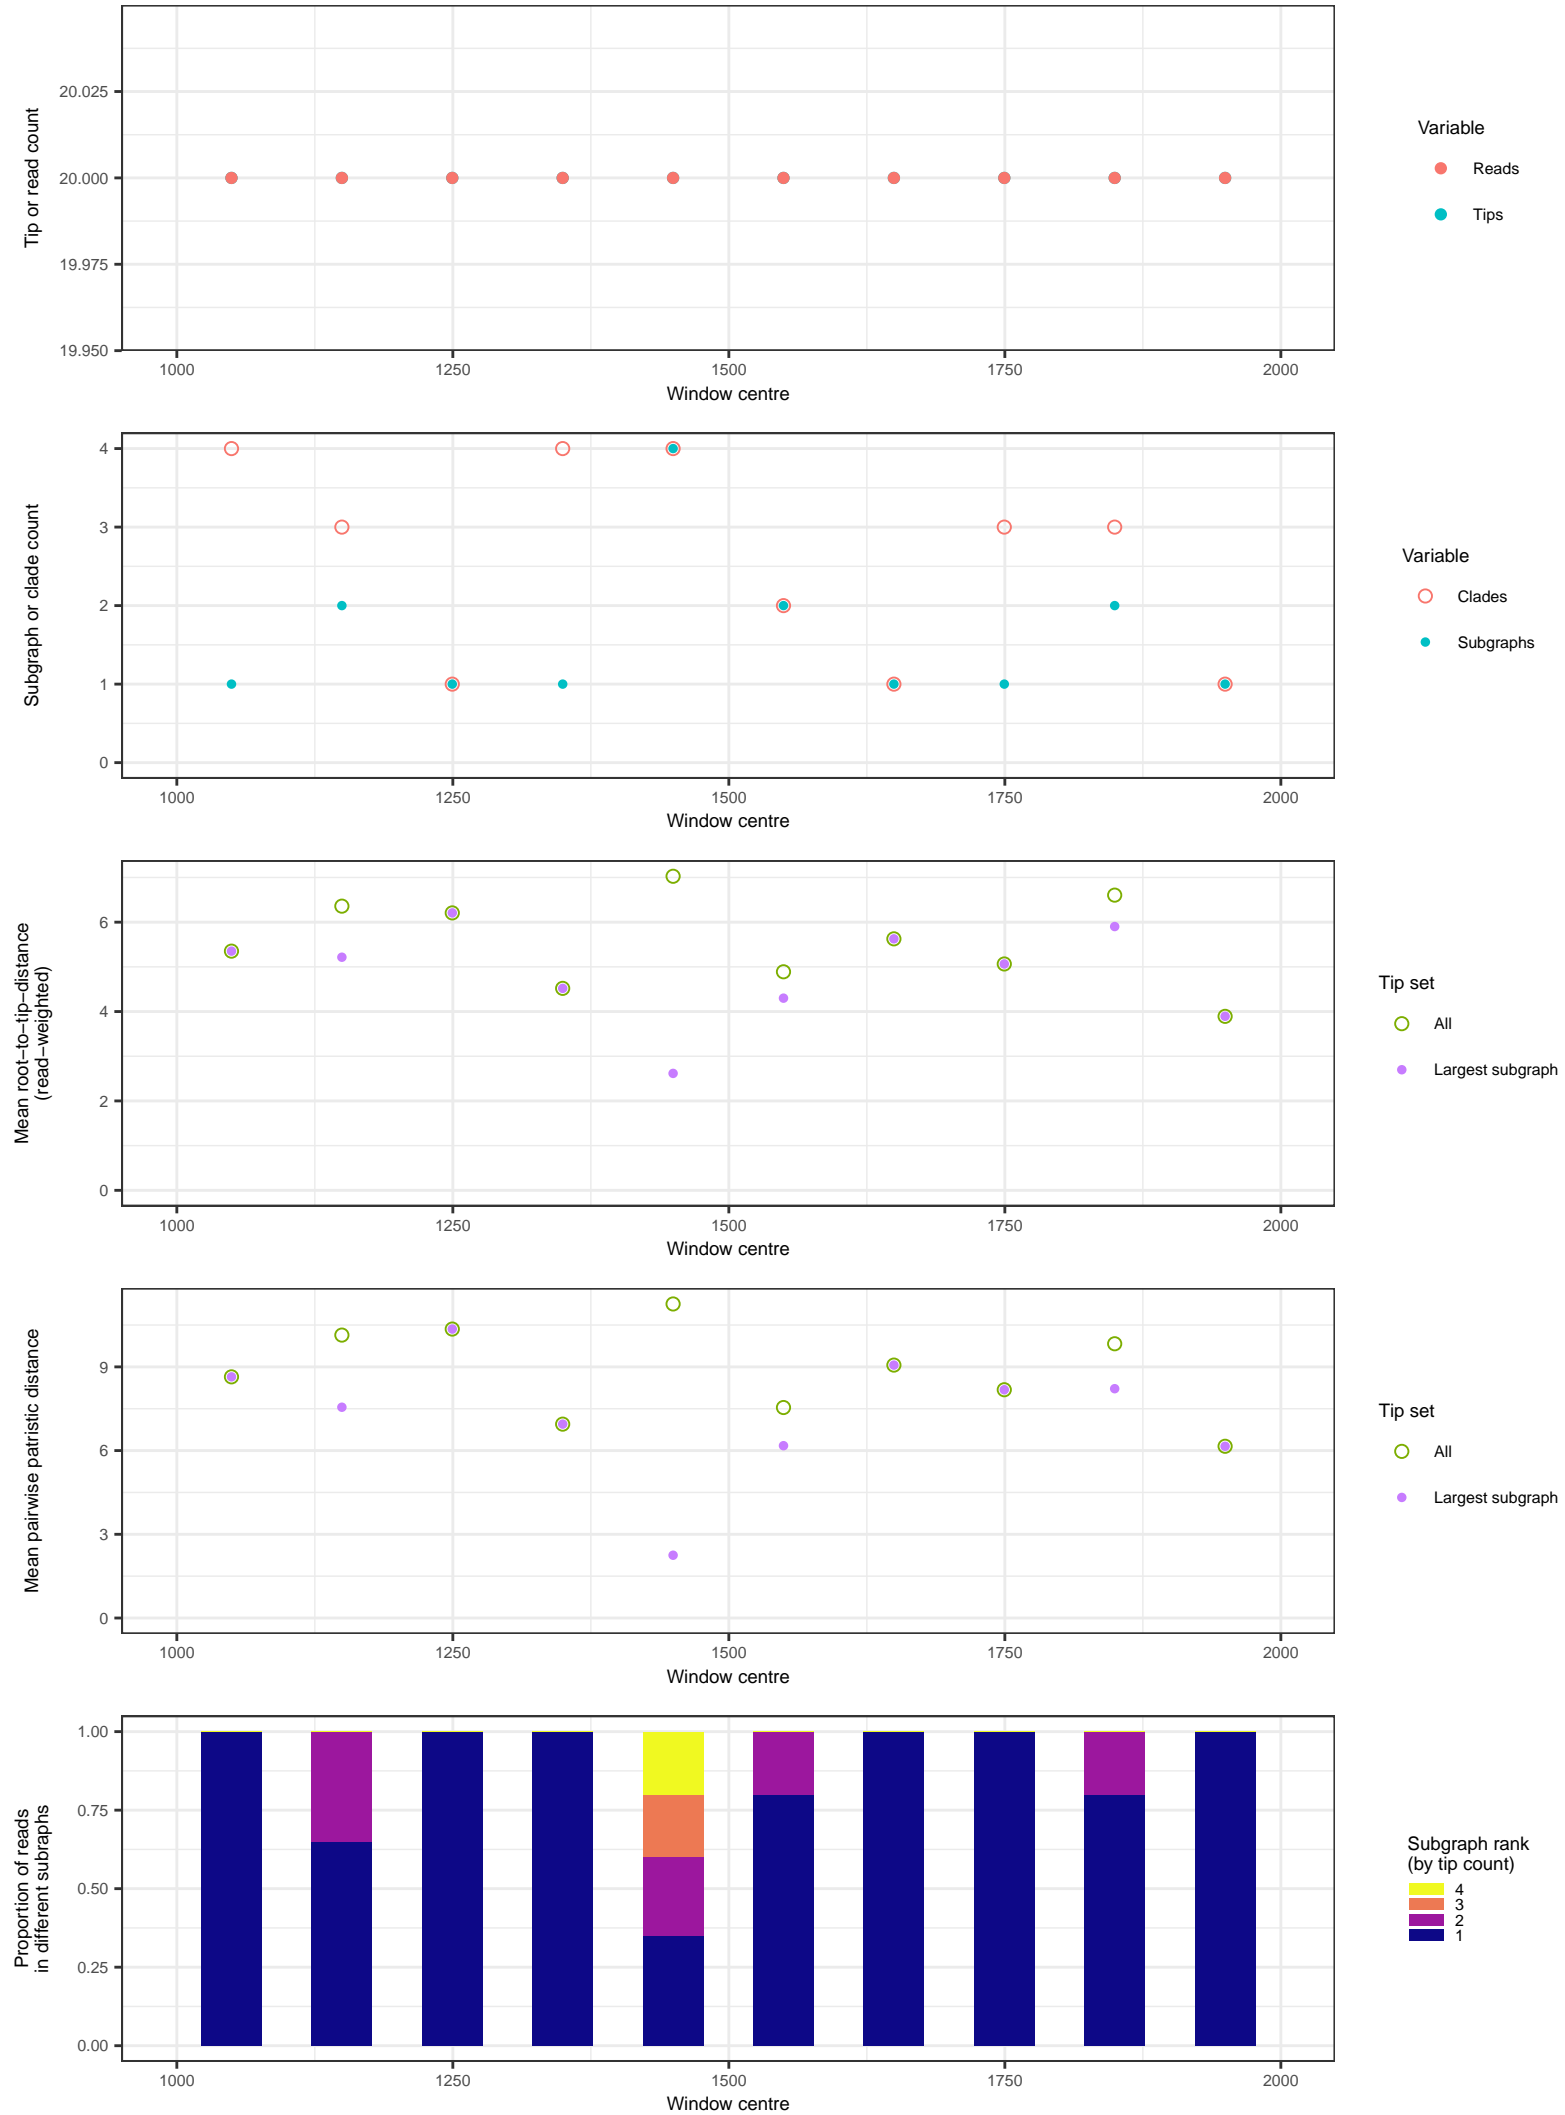 Tip or read count
20.025
20.000
19.975
19.950
1000 1250 1500 1750 2000
Window centre
Variable
Reads
Tips
Subgraph or clade count
4
3
2
1
0
1000 1250 1500 1750 2000
Window centre
Variable
Clades
Subgraphs
Mean root−to−tip−distance
(read−weighted)
6
4
2
0
1000 1250 1500 1750 2000
Window centre
Tip set
All
Largest subgraph
Mean pairwise patristic distance
9
6
3
0
1000 1250 1500 1750 2000
Window centre
Tip set
All
Largest subgraph
Proportion of reads
in different subraphs
1.00
0.75
0.50
0.25
0.00
1000 1250 1500 1750 2000
Window centre
Subgraph rank
(by tip count)
4
3
2
1